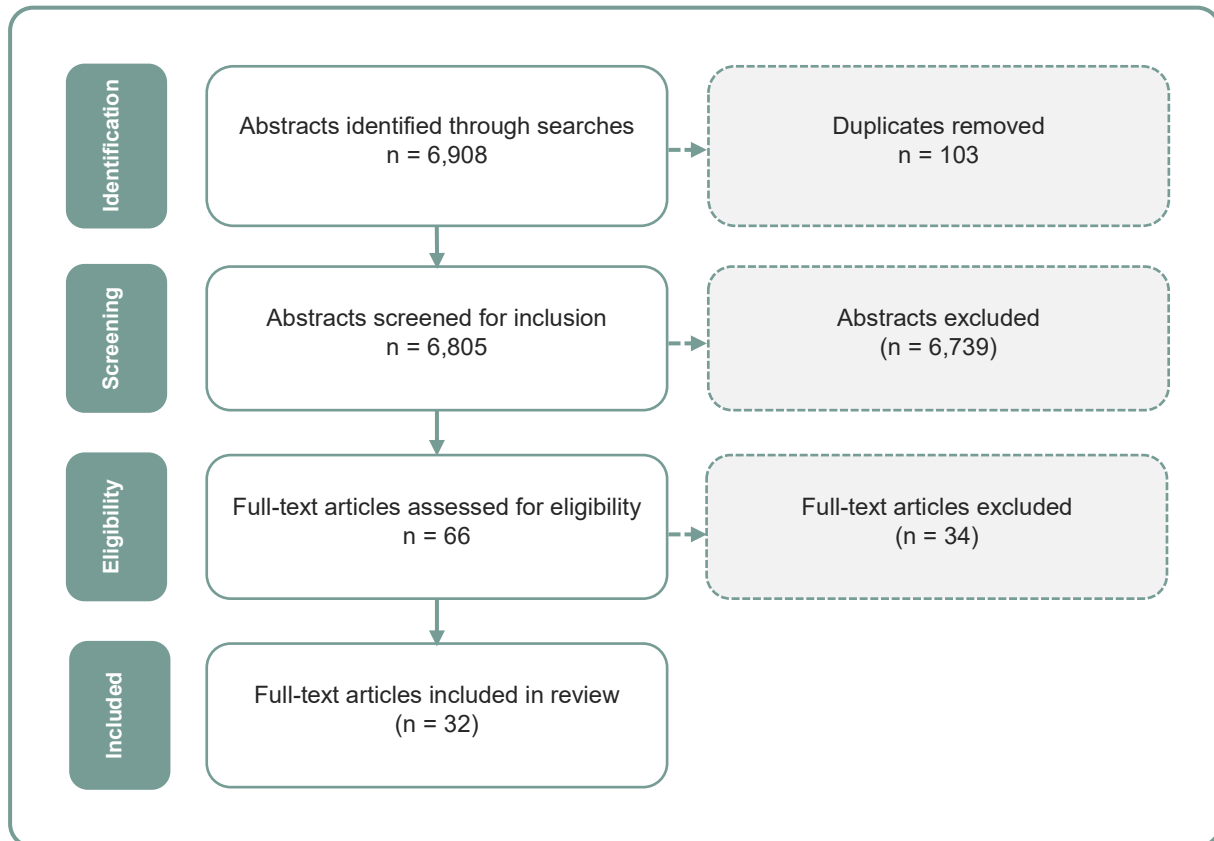 Identification
Abstracts identified through searches
n = 6,908
Duplicates removed
n = 103
Screening
Abstracts screened for inclusion
n = 6,805
Abstracts excluded
(n = 6,739)
Eligibility
Full-text articles assessed for eligibility
n = 66
Full-text articles excluded
(n = 34)
Included
Full-text articles included in review
(n = 32)